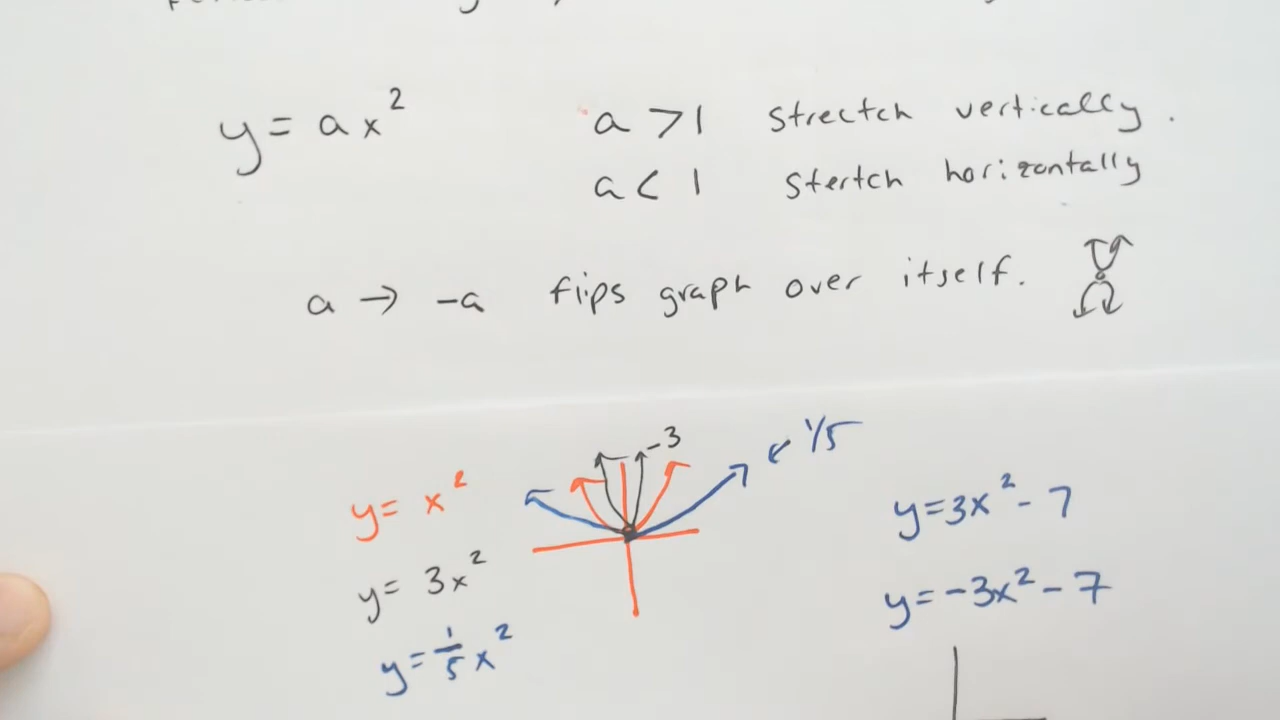 y = ax²
a > 1 strectch vertically.
a < 1 stertch horizontally
a → -a flips graph over itself.
-3
1/5
y = x²
y = 3x²
y = 1/5 x²
y = 3x² - 7
y = -3x² - 7